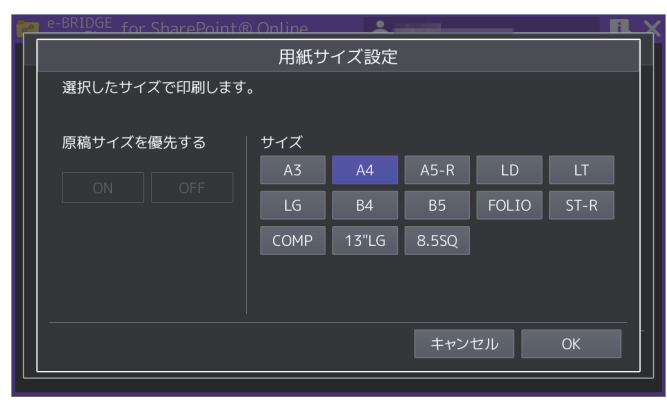 e-BRIDGE
for SharePoint® Online
用紙サイズ設定
選択したサイズで印刷します。
原稿サイズを優先する
サイズ
ON OFF
A3 A4 A5-R LD LT
LG B4 B5 FOLIO ST-R
COMP 13"LG 8.5SQ
キャンセル OK